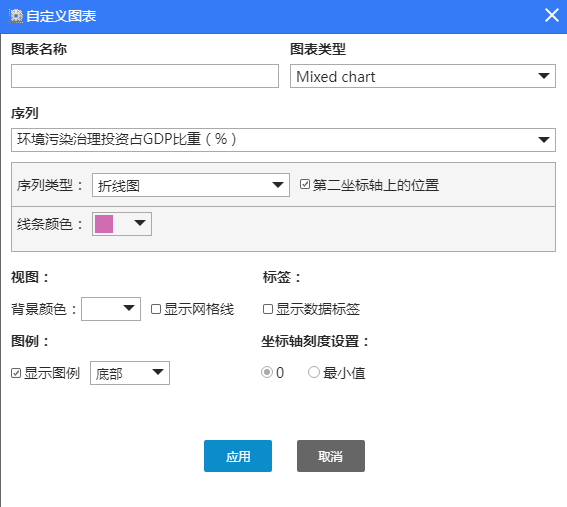 自定义图表
图表名称 图表类型
Mixed chart
序列
环境污染治理投资占GDP比重（%）
序列类型： 折线图 第二坐标轴上的位置
线条颜色：
视图： 标签：
背景颜色： 显示网格线 显示数据标签
图例： 坐标轴刻度设置：
显示图例 底部 0 最小值
应用 取消